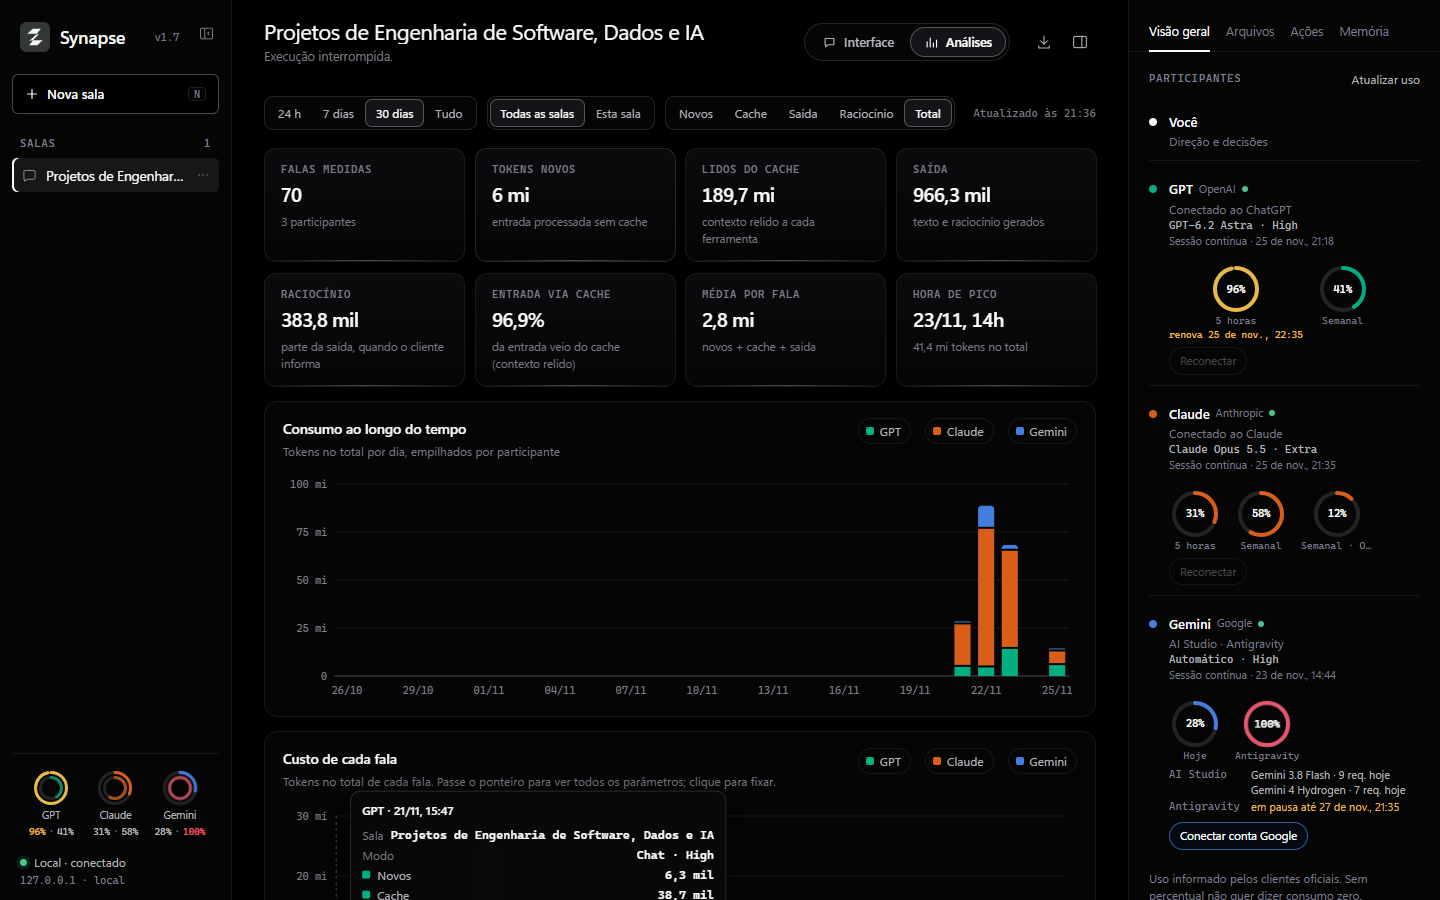 Synapse
v1.7
+ Nova sala
N
SALAS
1
Projetos de Engenhar...
GPT
96% · 41%
Claude
31% · 58%
Gemini
28% · 100%
Local · conectado
127.0.0.1 · local
Projetos de Engenharia de Software, Dados e IA
Execução interrompida.
Interface
Análises
24 h
7 dias
30 dias
Tudo
Todas as salas
Esta sala
Novos
Cache
Saída
Raciocínio
Total
Atualizado às 21:36
FALAS MEDIDAS
70
3 participantes
TOKENS NOVOS
6 mi
entrada processada sem cache
LIDOS DO CACHE
189,7 mi
contexto relido a cada
ferramenta
SAÍDA
966,3 mil
texto e raciocínio gerados
RACIOCÍNIO
383,8 mil
parte da saída, quando o cliente
informa
ENTRADA VIA CACHE
96,9%
da entrada veio do cache
(contexto relido)
MÉDIA POR FALA
2,8 mi
novos + cache + saída
HORA DE PICO
23/11, 14h
41,4 mi tokens no total
Consumo ao longo do tempo
Tokens no total por dia, empilhados por participante
GPT
Claude
Gemini
100 mi
75 mi
50 mi
25 mi
0
26/10
29/10
01/11
04/11
07/11
10/11
13/11
16/11
19/11
22/11
25/11
Custo de cada fala
Tokens no total de cada fala. Passe o ponteiro para ver todos os parâmetros; clique para fixar.
GPT
Claude
Gemini
30 mi
20 mi
GPT · 21/11, 15:47
Sala Projetos de Engenharia de Software, Dados e IA
Modo Chat · High
Novos 6,3 mil
Cache 38,7 mil
Visão geral
Arquivos
Ações
Memória
PARTICIPANTES
Atualizar uso
Você
Direção e decisões
GPT OpenAI
Conectado ao ChatGPT
GPT-6.2 Astra · High
Sessão contínua · 25 de nov., 21:18
96%
41%
5 horas
Semanal
renova 25 de nov., 22:35
Reconectar
Claude Anthropic
Conectado ao Claude
Claude Opus 5.5 · Extra
Sessão contínua · 25 de nov., 21:35
31%
58%
12%
5 horas
Semanal
Semanal · O…
Reconectar
Gemini Google
AI Studio · Antigravity
Automático · High
Sessão contínua · 23 de nov., 14:44
28%
100%
Hoje
Antigravity
AI Studio Gemini 3.8 Flash · 9 req. hoje
Gemini 4 Hydrogen · 7 req. hoje
Antigravity em pausa até 27 de nov., 21:35
Conectar conta Google
Uso informado pelos clientes oficiais. Sem
percentual não quer dizer consumo zero.